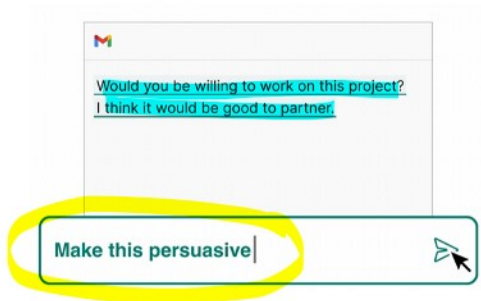 Would you be willing to work on this project?
I think it would be good to partner.
Make this persuasive